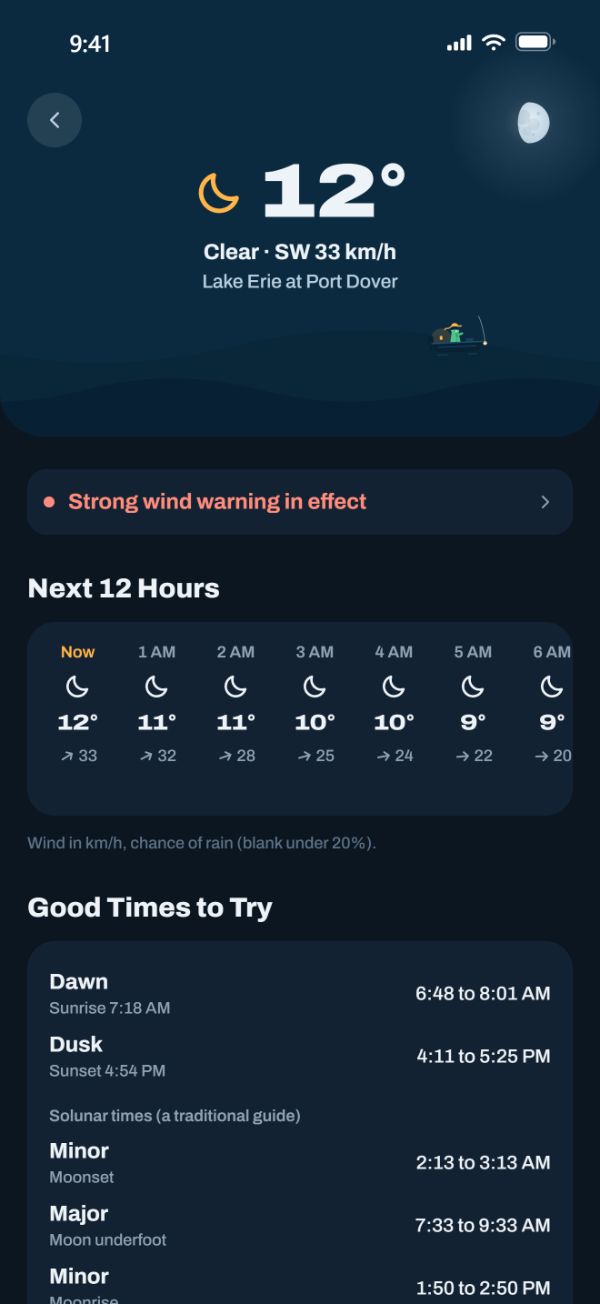 9:41
12°
Clear · SW 33 km/h
Lake Erie at Port Dover
Strong wind warning in effect
Next 12 Hours
Now 1 AM 2 AM 3 AM 4 AM 5 AM 6 AM
12° 11° 11° 10° 10° 9° 9°
33 32 28 25 24 22 20
Wind in km/h, chance of rain (blank under 20%).
Good Times to Try
Dawn
6:48 to 8:01 AM
Sunrise 7:18 AM
Dusk
4:11 to 5:25 PM
Sunset 4:54 PM
Solunar times (a traditional guide)
Minor
2:13 to 3:13 AM
Moonset
Major
7:33 to 9:33 AM
Moon underfoot
Minor
1:50 to 2:50 PM
Moonrise